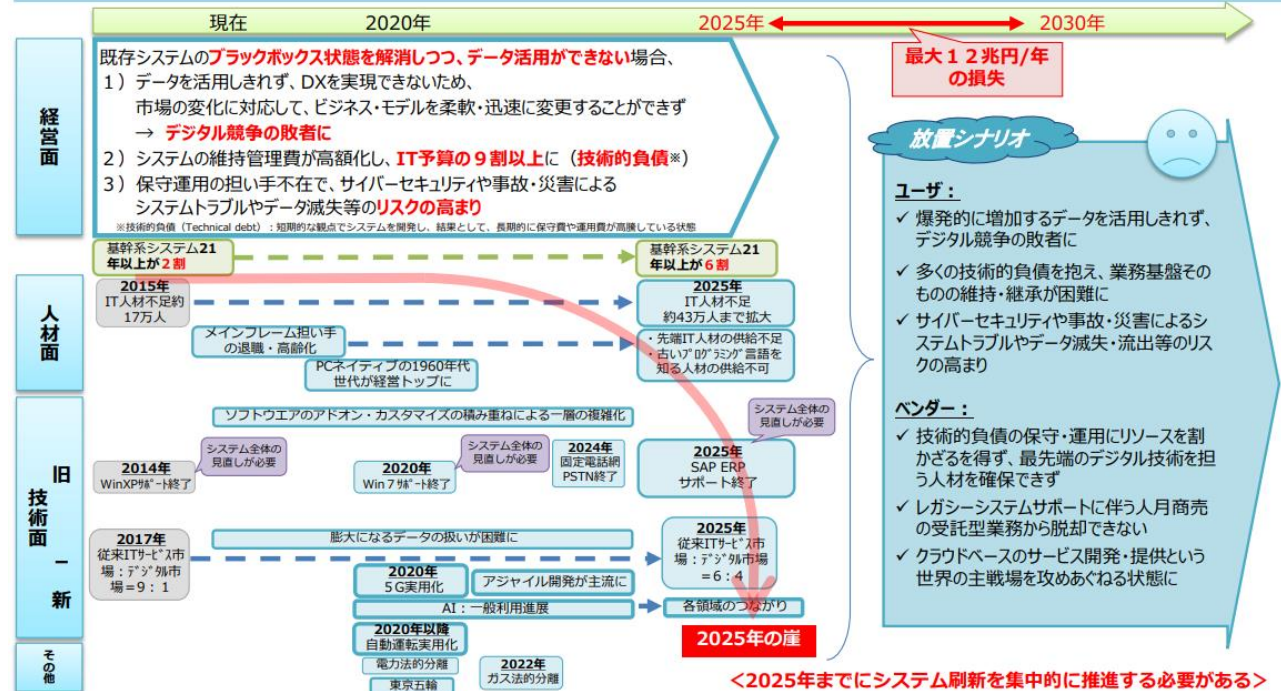 現在
2020年
2025年
2030年
最大１２兆円/年
の損失
経営面
既存システムのブラックボックス状態を解消しつつ、データ活用ができない場合、
１）データを活用しきれず、DXを実現できないため、
市場の変化に対応して、ビジネス・モデルを柔軟・迅速に変更することができず
→ デジタル競争の敗者に
２）システムの維持管理費が高額化し、IT予算の９割以上に（技術的負債※）
３）保守運用の担い手不在で、サイバーセキュリティや事故・災害による
システムトラブルやデータ滅失等のリスクの高まり
※技術的負債（Technical debt）：短期的な観点でシステムを開発し、結果として、長期的に保守費や運用費が高騰している状態
基幹系システム21
年以上が２割
基幹系システム21
年以上が６割
人材面
2015年
IT人材不足約
17万人
2025年
IT人材不足
約43万人まで拡大
メインフレーム担い手
の退職・高齢化
・先端IT人材の供給不足
・古いﾌﾟﾛｸﾞﾗﾐﾝｸﾞ言語を
知る人材の供給不可
PCネイティブの1960年代
世代が経営トップに
技術面
旧
－
新
ソフトウエアのアドオン・カスタマイズの積み重ねによる一層の複雑化
システム全体の
見直しが必要
2014年
WinXPｻﾎﾟｰﾄ終了
システム全体の
見直しが必要
2020年
Win７ｻﾎﾟｰﾄ終了
2024年
固定電話網
PSTN終了
システム全体の
見直しが必要
2025年
SAP ERP
サポート終了
2017年
従来ITｻｰﾋﾞｽ市
場：ﾃﾞｼﾞﾀﾙ市
場＝9：1
膨大になるデータの扱いが困難に
2025年
従来ITｻｰﾋﾞｽ市
場：ﾃﾞｼﾞﾀﾙ市場
＝6：4
2020年
５G実用化
アジャイル開発が主流に
AI：一般利用進展
各領域のつながり
2020年以降
自動運転実用化
2025年の崖
その他
電力法的分離
2022年
ガス法的分離
東京五輪
放置シナリオ
ユーザ：
✓ 爆発的に増加するデータを活用しきれず、
デジタル競争の敗者に
✓ 多くの技術的負債を抱え、業務基盤そ
のものの維持・継承が困難に
✓ サイバーセキュリティや事故・災害によるシ
ステムトラブルやデータ滅失・流出等のリス
クの高まり
ベンダー：
✓ 技術的負債の保守・運用にリソースを割
かざるを得ず、最先端のデジタル技術を担
う人材を確保できず
✓ レガシーシステムサポートに伴う人月商売
の受託型業務から脱却できない
✓ クラウドベースのサービス開発・提供という
世界の主戦場を攻めあぐねる状態に
＜2025年までにシステム刷新を集中的に推進する必要がある＞